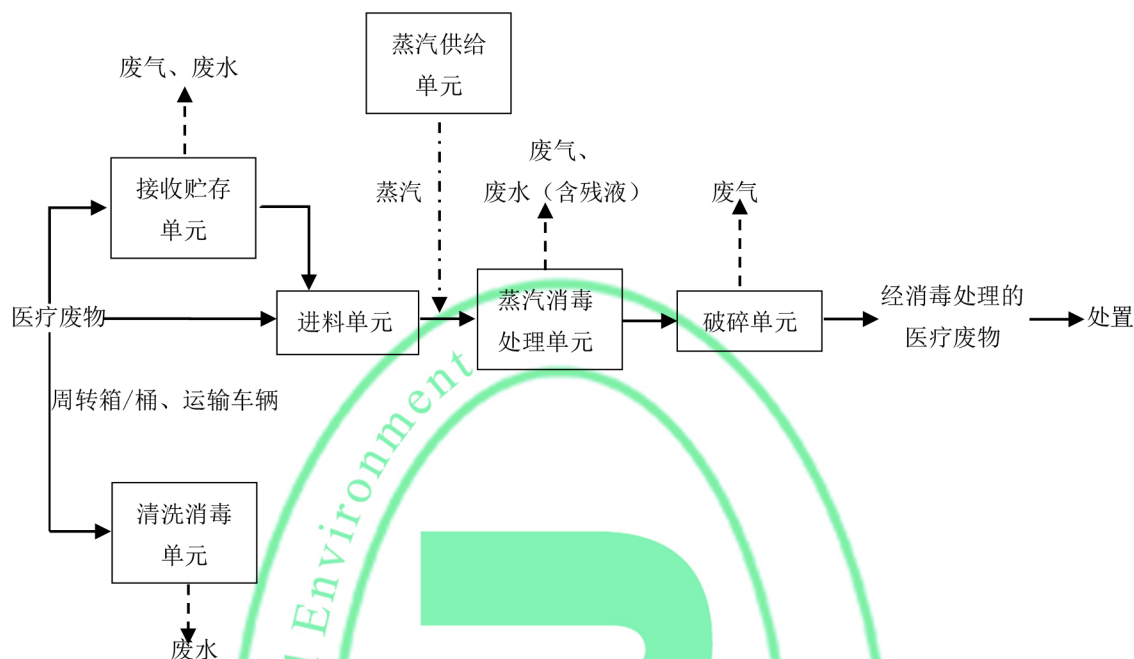 蒸汽供给
单元
废气、废水
废气、
废水（含残液）
废气
接收贮存
单元
蒸汽
医疗废物
进料单元
蒸汽消毒
处理单元
破碎单元
经消毒处理的
医疗废物
处置
周转箱/桶、运输车辆
清洗消毒
单元
废水
Environment